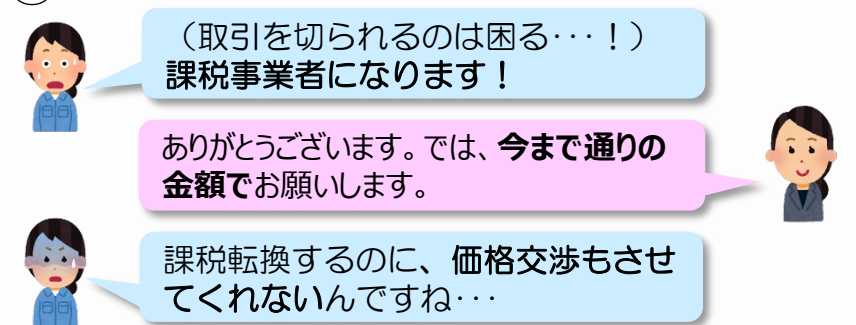 （取引を切られるのは困る･･･！）
課税事業者になります！
ありがとうございます。では、今まで通りの
金額でお願いします。
課税転換するのに、価格交渉もさせ
てくれないんですね･･･